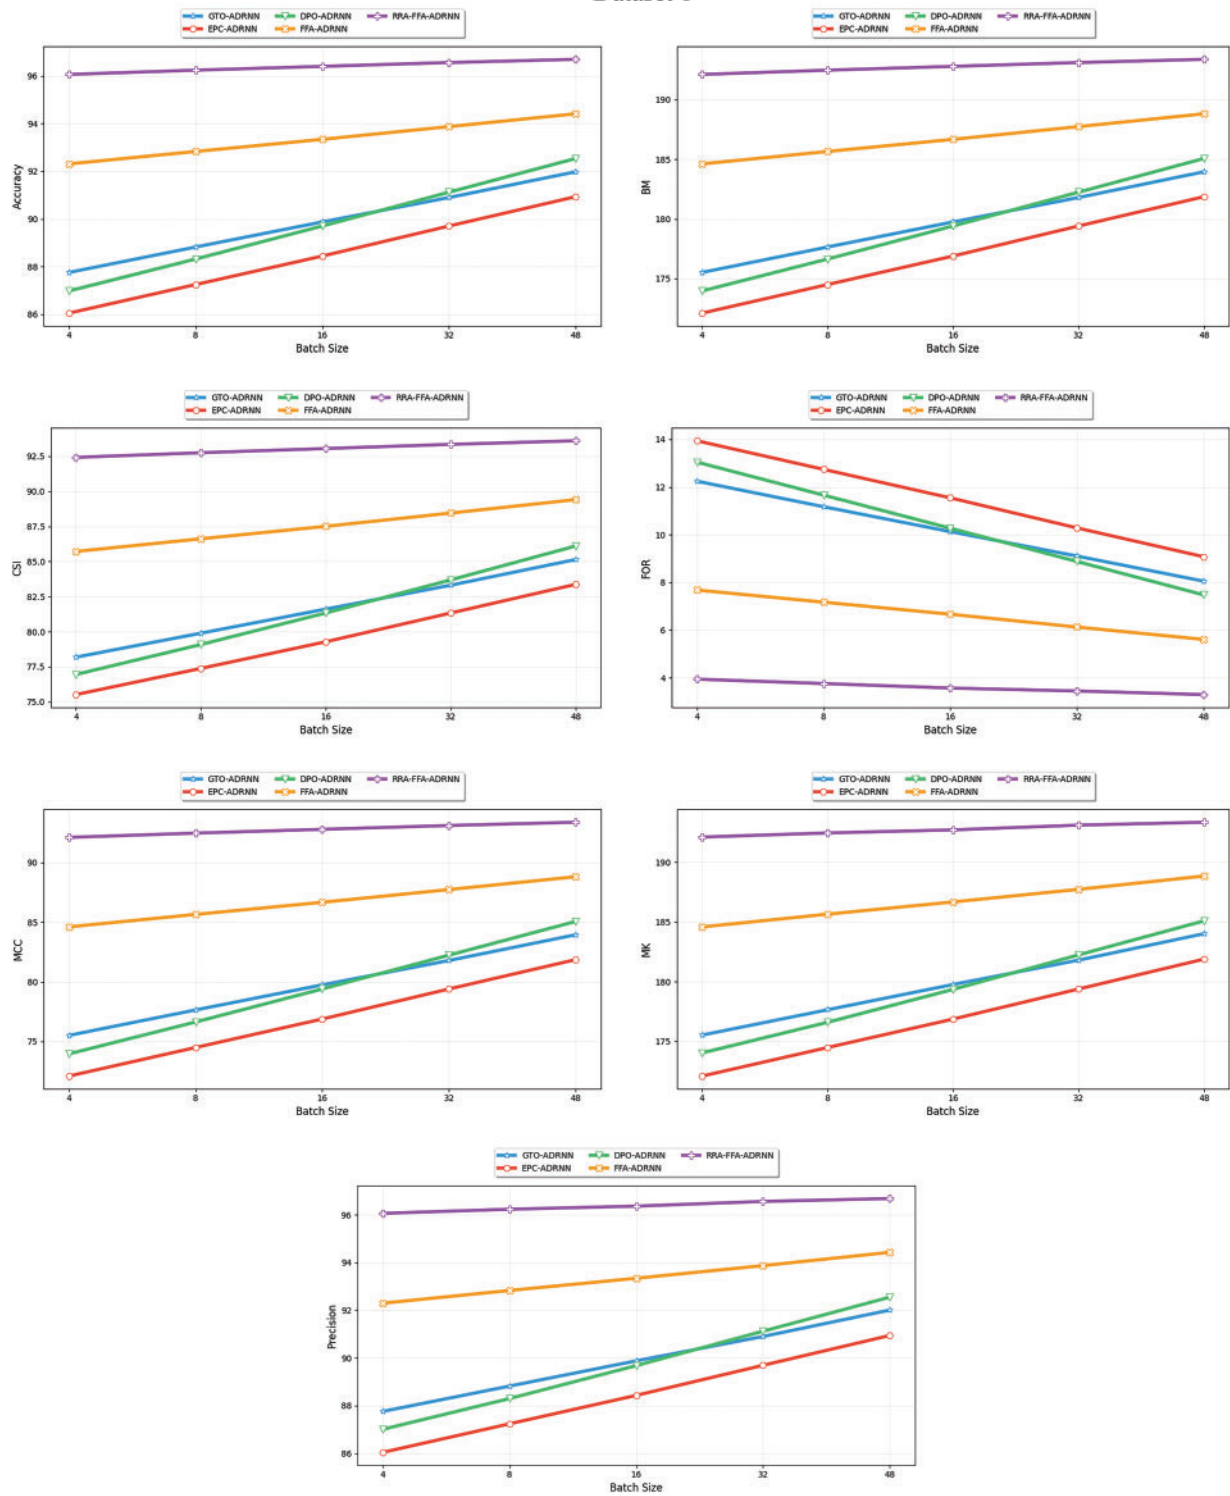 GTO-ADRNN DPO-ADRNN RRA-FFA-ADRNN
EPC-ADRNN FFA-ADRNN
96
94
92
90
88
86
Accuracy
4 8 16 32 48
Batch Size
GTO-ADRNN DPO-ADRNN RRA-FFA-ADRNN
EPC-ADRNN FFA-ADRNN
190
185
180
175
BM
4 8 16 32 48
Batch Size
GTO-ADRNN DPO-ADRNN RRA-FFA-ADRNN
EPC-ADRNN FFA-ADRNN
92.5
90.0
87.5
85.0
82.5
80.0
77.5
75.0
CSI
4 8 16 32 48
Batch Size
GTO-ADRNN DPO-ADRNN RRA-FFA-ADRNN
EPC-ADRNN FFA-ADRNN
14
12
10
8
6
4
FOR
4 8 16 32 48
Batch Size
GTO-ADRNN DPO-ADRNN RRA-FFA-ADRNN
EPC-ADRNN FFA-ADRNN
90
85
80
75
MCC
4 8 16 32 48
Batch Size
GTO-ADRNN DPO-ADRNN RRA-FFA-ADRNN
EPC-ADRNN FFA-ADRNN
190
185
180
175
MK
4 8 16 32 48
Batch Size
GTO-ADRNN DPO-ADRNN RRA-FFA-ADRNN
EPC-ADRNN FFA-ADRNN
96
94
92
90
88
86
Precision
4 8 16 32 48
Batch Size